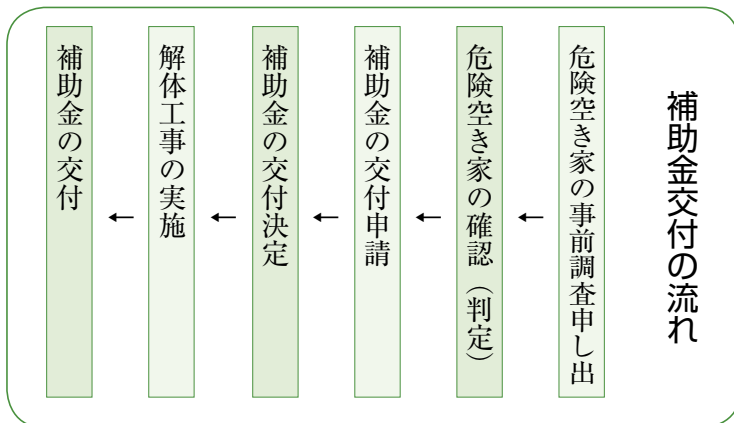 補助金交付の流れ
危険空き家の事前調査申し出
←
危険空き家の確認（判定）
←
補助金の交付申請
←
補助金の交付決定
←
解体工事の実施
←
補助金の交付